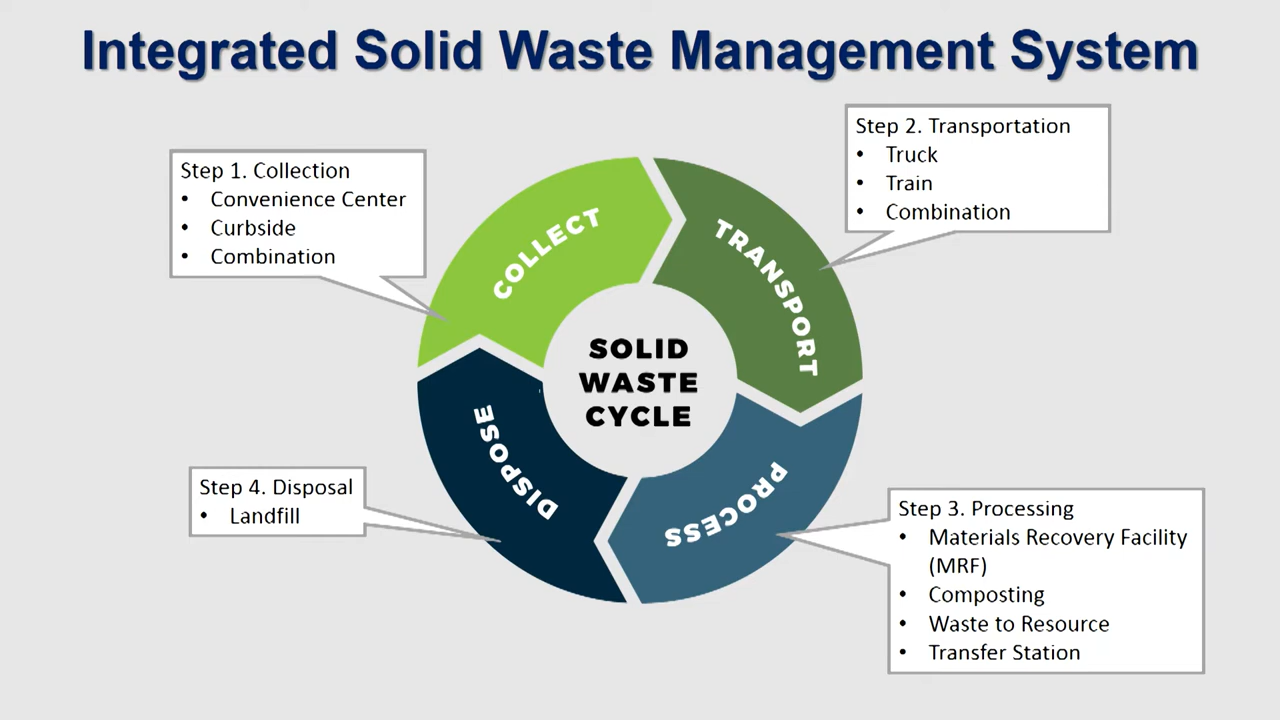 Integrated Solid Waste Management System
Step 1. Collection
• Convenience Center
• Curbside
• Combination
Step 2. Transportation
• Truck
• Train
• Combination
COLLECT
TRANSPORT
SOLID
WASTE
CYCLE
DISPOSE
PROCESS
Step 4. Disposal
• Landfill
Step 3. Processing
• Materials Recovery Facility
(MRF)
• Composting
• Waste to Resource
• Transfer Station